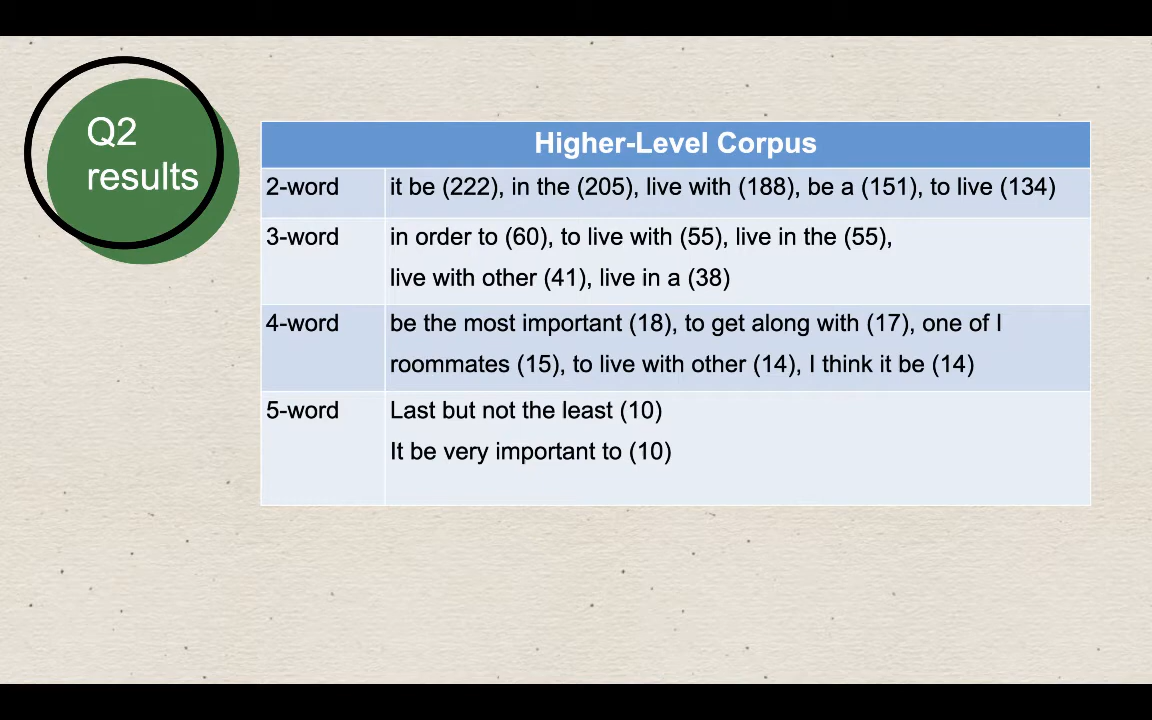 Q2
results
Higher-Level Corpus
2-word
it be (222), in the (205), live with (188), be a (151), to live (134)
3-word
in order to (60), to live with (55), live in the (55),
live with other (41), live in a (38)
4-word
be the most important (18), to get along with (17), one of I
roommates (15), to live with other (14), I think it be (14)
5-word
Last but not the least (10)
It be very important to (10)